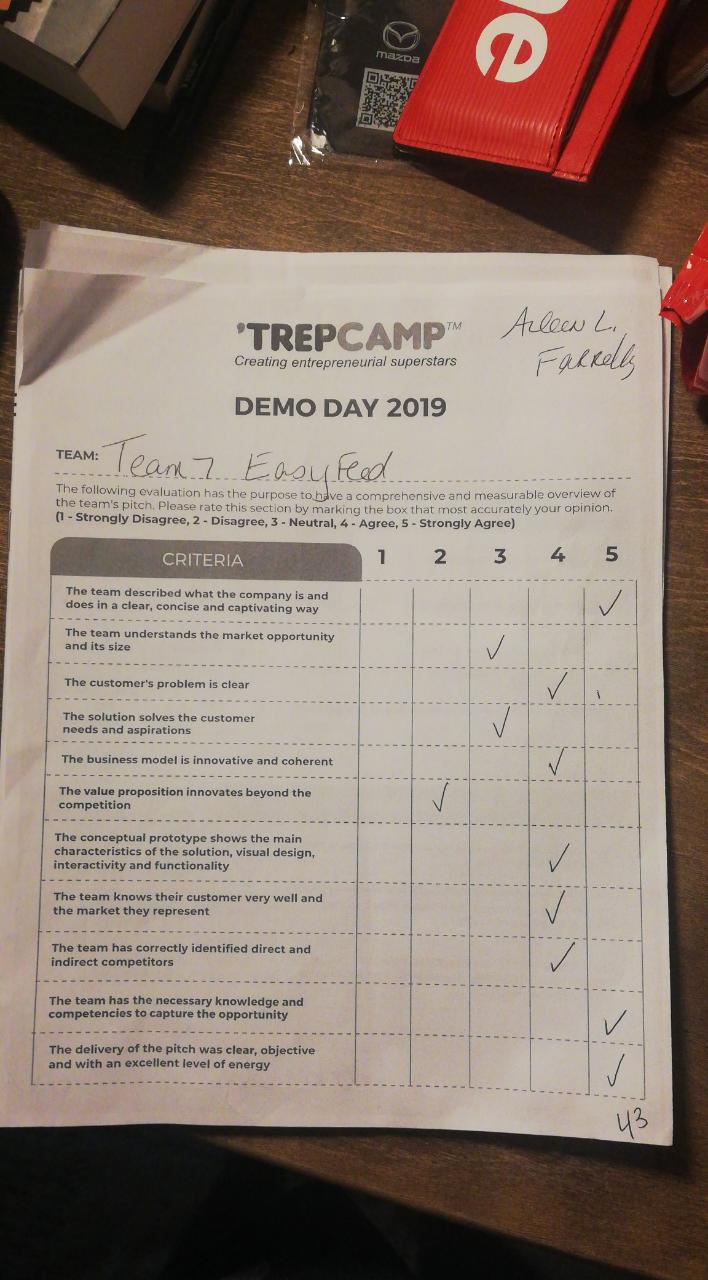 mazda
e
'TREPCAMP™
Creating entrepreneurial superstars
Aileen L.
Farrelly
DEMO DAY 2019
TEAM: Team 7 EasyFeed
The following evaluation has the purpose to have a comprehensive and measurable overview of
the team's pitch. Please rate this section by marking the box that most accurately your opinion.
(1 - Strongly Disagree, 2 - Disagree, 3 - Neutral, 4 - Agree, 5 - Strongly Agree)
CRITERIA 1 2 3 4 5
The team described what the company is and
does in a clear, concise and captivating way ✓
The team understands the market opportunity
and its size ✓
The customer's problem is clear ✓
The solution solves the customer
needs and aspirations ✓
The business model is innovative and coherent ✓
The value proposition innovates beyond the
competition ✓
The conceptual prototype shows the main
characteristics of the solution, visual design,
interactivity and functionality ✓
The team knows their customer very well and
the market they represent ✓
The team has correctly identified direct and
indirect competitors ✓
The team has the necessary knowledge and
competencies to capture the opportunity ✓
The delivery of the pitch was clear, objective
and with an excellent level of energy ✓
43